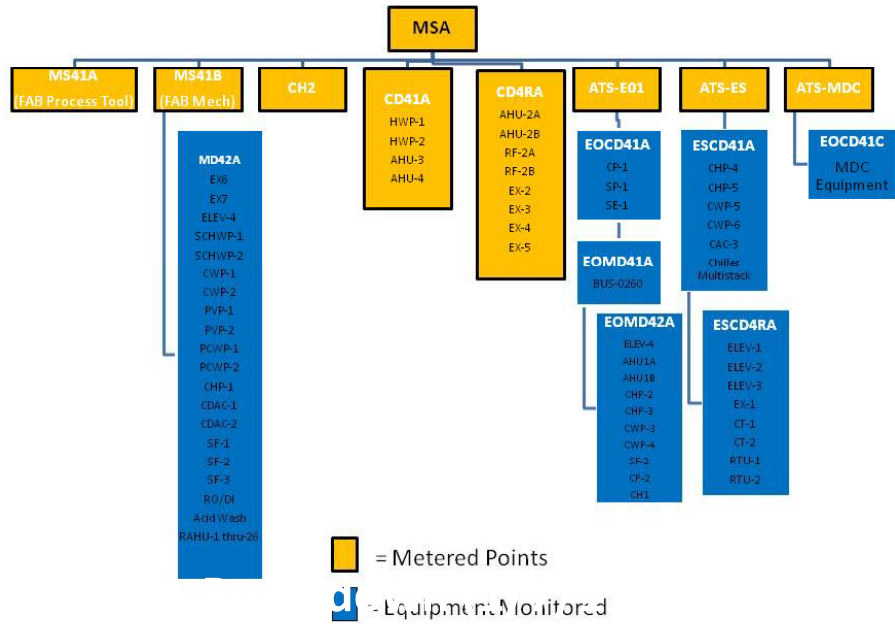 MSA
MS41A
(FAB Process Tool)
MS41B
(FAB Mech)
CH2
CD41A
HWP-1
HWP-2
AHU-3
AHU-4
CD4RA
AHU-2A
AHU-2B
RF-2A
RF-2B
EX-2
EX-3
EX-4
EX-5
ATS-E01
ATS-ES
ATS-MDC
MD42A
EX6
EX7
ELEV-4
SCHWP-1
SCHWP-2
CWP-1
CWP-2
PVP-1
PVP-2
PCWP-1
PCWP-2
CHP-1
CDAC-1
CDAC-2
SF-1
SF-2
SF-3
RO/DI
Acid Wash
RAHU-1 thru-26
EOCD41A
CP-1
SP-1
SE-1
EOMD41A
BUS-0260
EOMD42A
ELEV-4
AHU1A
AHU1B
CHP-2
CHP-3
CWP-3
CWP-4
SF-2
CP-2
CH1
ESCD41A
CHP-4
CHP-5
CWP-5
CWP-6
CAC-3
Chiller
Multistack
ESCD4RA
ELEV-1
ELEV-2
ELEV-3
EX-1
CT-1
CT-2
RTU-1
RTU-2
EOCD41C
MDC
Equipment
= Metered Points
= Equipment Monitored